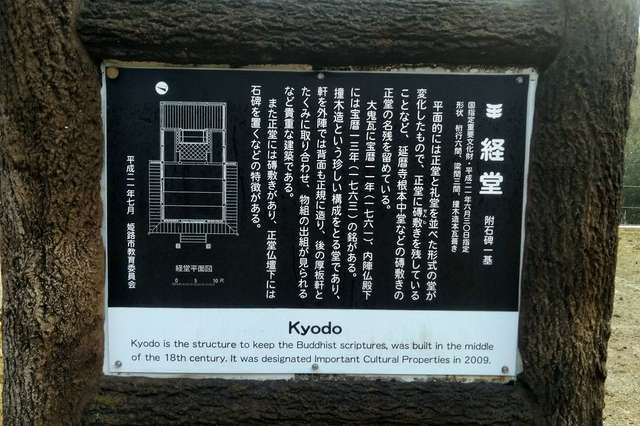 経堂 附石碑一基
国指定重要文化財・平成二一年六月三〇日指定
形状 桁行六間、梁間三間、撞木造本瓦葺き
平面的には正堂と礼堂を並べた形式の堂が
変化したもので、正堂に磚敷きを残している
ことなど、延暦寺根本中堂などの磚敷きの
正堂の名残を留めている。
大鬼瓦に宝暦一一年(一七六一)、内陣仏殿下
には宝暦一三年(一七六三)の銘がある。
撞木造という珍しい構成をとる堂であり、
軒を外陣では背面も正規に造り、後の厚板軒と
たくみに取り合わせ、物組の出組が見られる
など貴重な建築である。
また正堂には磚敷きがあり、正堂仏壇下には
石碑を置くなどの特徴がある。
平成二一年七月 姫路市教育委員会
経堂平面図
0 5 10尺
Kyodo
Kyodo is the structure to keep the Buddhist scriptures, was built in the middle
of the 18th century. It was designated Important Cultural Properties in 2009.